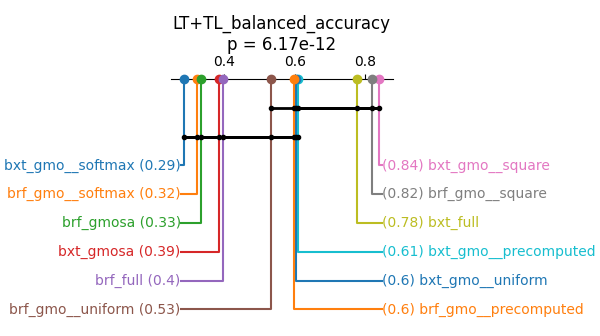 LT+TL_balanced_accuracy
p = 6.17e-12
0.4 0.6 0.8
bxt_gmo__softmax (0.29)
(0.84) bxt_gmo__square
brf_gmo__softmax (0.32)
(0.82) brf_gmo__square
brf_gmosa (0.33)
(0.78) bxt_full
bxt_gmosa (0.39)
(0.61) bxt_gmo__precomputed
brf_full (0.4)
(0.6) bxt_gmo__uniform
brf_gmo__uniform (0.53)
(0.6) brf_gmo__precomputed